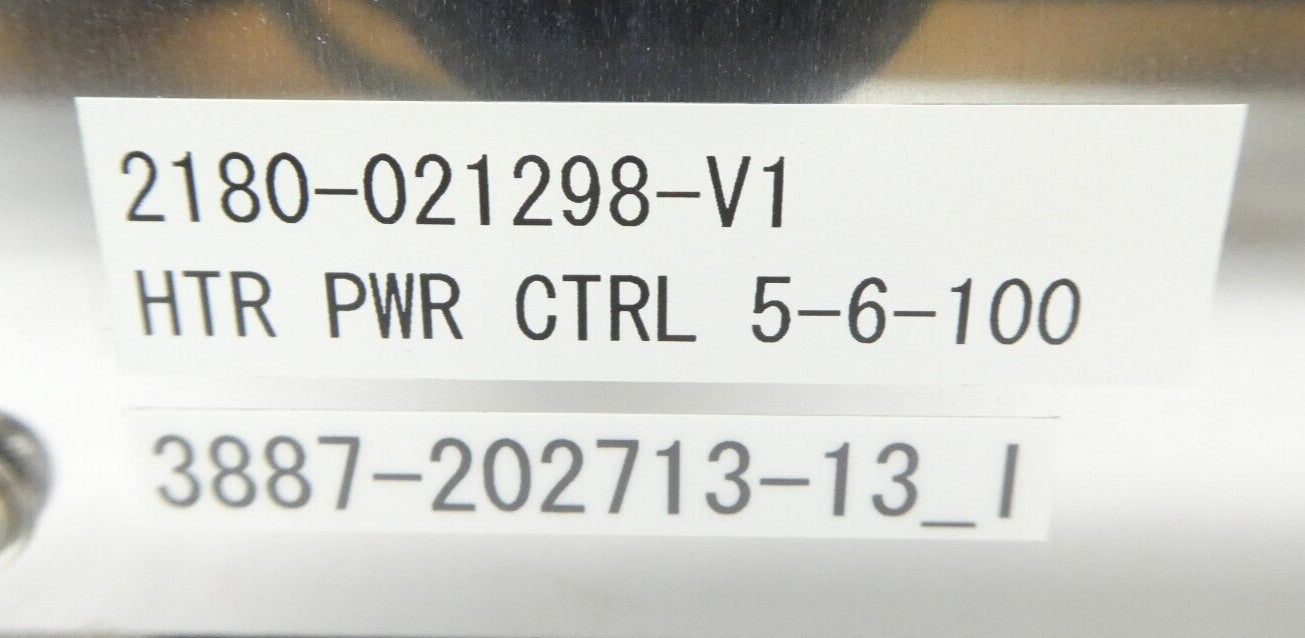 2180-021298-V1
HTR PWR CTRL 5-6-100
3887-202713-13_I